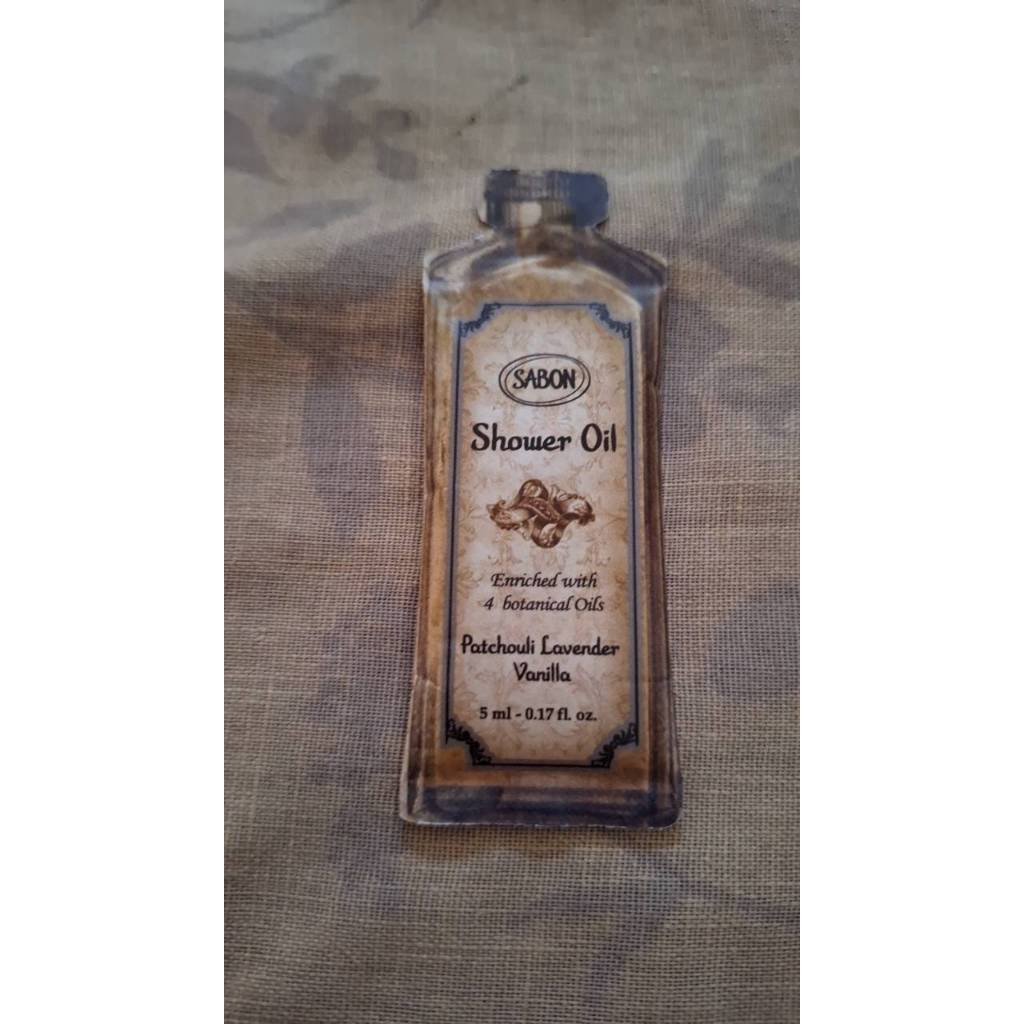 SABON
Shower Oil
Enriched with
4 botanical Oils
Patchouli Lavender
Vanilla
5 ml - 0.17 fl. oz.